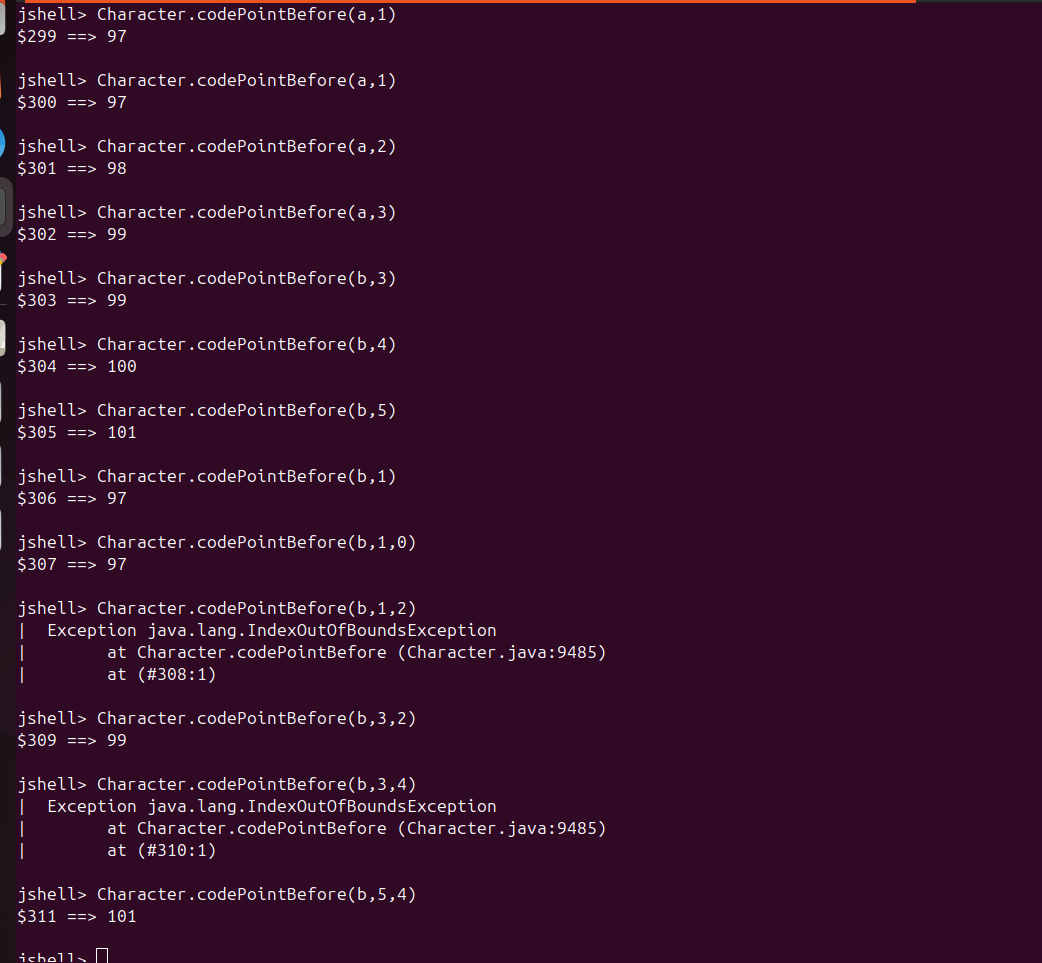 jshell> Character.codePointBefore(a,1)
$299 ==> 97
jshell> Character.codePointBefore(a,1)
$300 ==> 97
jshell> Character.codePointBefore(a,2)
$301 ==> 98
jshell> Character.codePointBefore(a,3)
$302 ==> 99
jshell> Character.codePointBefore(b,3)
$303 ==> 99
jshell> Character.codePointBefore(b,4)
$304 ==> 100
jshell> Character.codePointBefore(b,5)
$305 ==> 101
jshell> Character.codePointBefore(b,1)
$306 ==> 97
jshell> Character.codePointBefore(b,1,0)
$307 ==> 97
jshell> Character.codePointBefore(b,1,2)
|  Exception java.lang.IndexOutOfBoundsException
|        at Character.codePointBefore (Character.java:9485)
|        at (#308:1)
jshell> Character.codePointBefore(b,3,2)
$309 ==> 99
jshell> Character.codePointBefore(b,3,4)
|  Exception java.lang.IndexOutOfBoundsException
|        at Character.codePointBefore (Character.java:9485)
|        at (#310:1)
jshell> Character.codePointBefore(b,5,4)
$311 ==> 101
jshell>